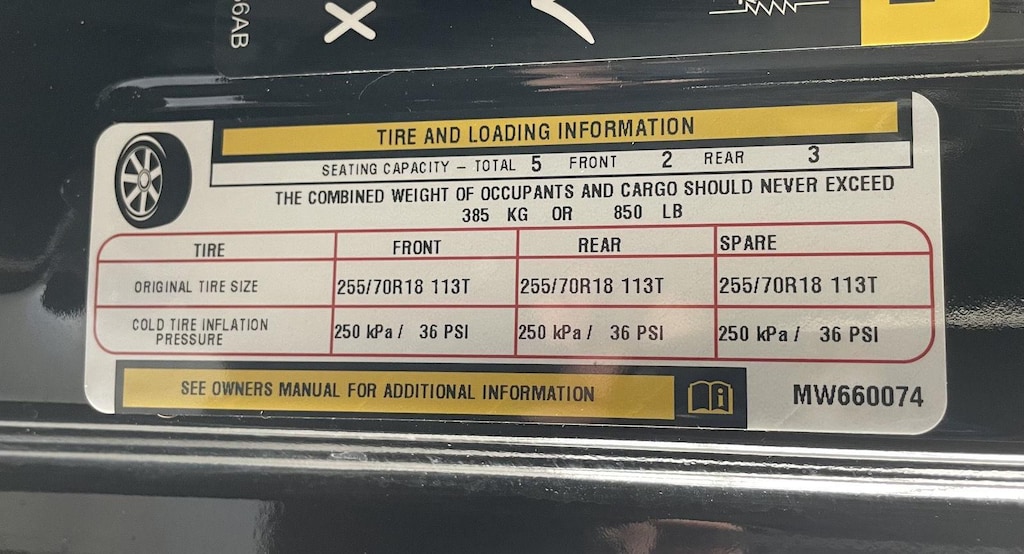 6AB
TIRE AND LOADING INFORMATION
SEATING CAPACITY – TOTAL 5 FRONT 2 REAR 3
THE COMBINED WEIGHT OF OCCUPANTS AND CARGO SHOULD NEVER EXCEED
385 KG OR 850 LB
TIRE FRONT REAR SPARE
ORIGINAL TIRE SIZE 255/70R18 113T 255/70R18 113T 255/70R18 113T
COLD TIRE INFLATION
PRESSURE 250 kPa / 36 PSI 250 kPa / 36 PSI 250 kPa / 36 PSI
SEE OWNERS MANUAL FOR ADDITIONAL INFORMATION
MW660074